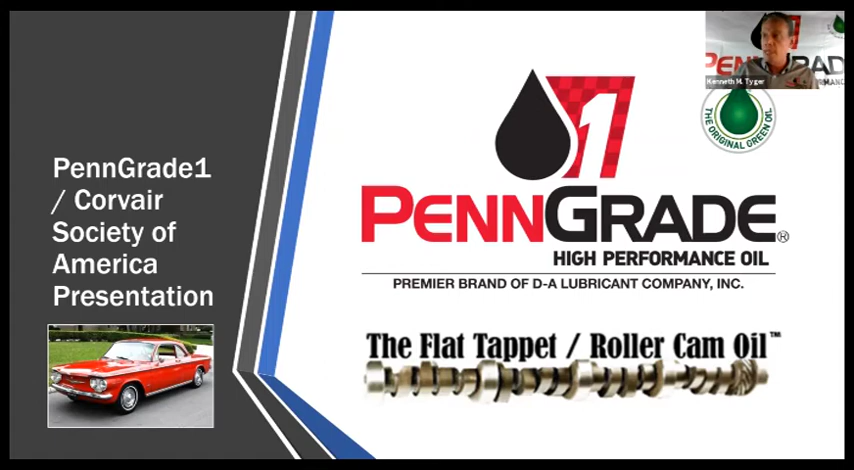 PennGrade1
/ Corvair
Society of
America
Presentation
1
PENNGRADE®
HIGH PERFORMANCE OIL
PREMIER BRAND OF D-A LUBRICANT COMPANY, INC.
The Flat Tappet / Roller Cam Oil™
Kenneth M. Tyger
THE ORIGINAL GREEN OIL